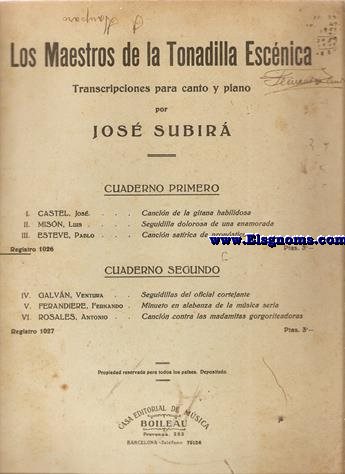 Los Maestros de la Tonadilla Escénica
Transcripciones para canto y piano
por
JOSÉ SUBIRÁ
CUADERNO PRIMERO
I. CASTEL, José. . . . Canción de la gitana habilidosa
II. MISÓN, Luis . . . . Seguidilla dolorosa de una enamorada
III. ESTEVE, Pablo . . . Canción satírica de pronósticos
www.Elsgnoms.com
Registro 1026 Ptas. 3'—
CUADERNO SEGUNDO
IV. GALVÁN, Ventura . . Seguidillas del oficial cortejante
V. FERANDIERE, Fernando . Minueto en alabanza de la música seria
VI. ROSALES, Antonio . . Canción contra las madamitas gorgoriteadoras
Registro 1027 Ptas. 3'—
Propiedad reservada para todos los países. Depositado.
CASA EDITORIAL DE MÚSICA
BOILEAU
Provenza, 285
BARCELONA - Teléfono 75104